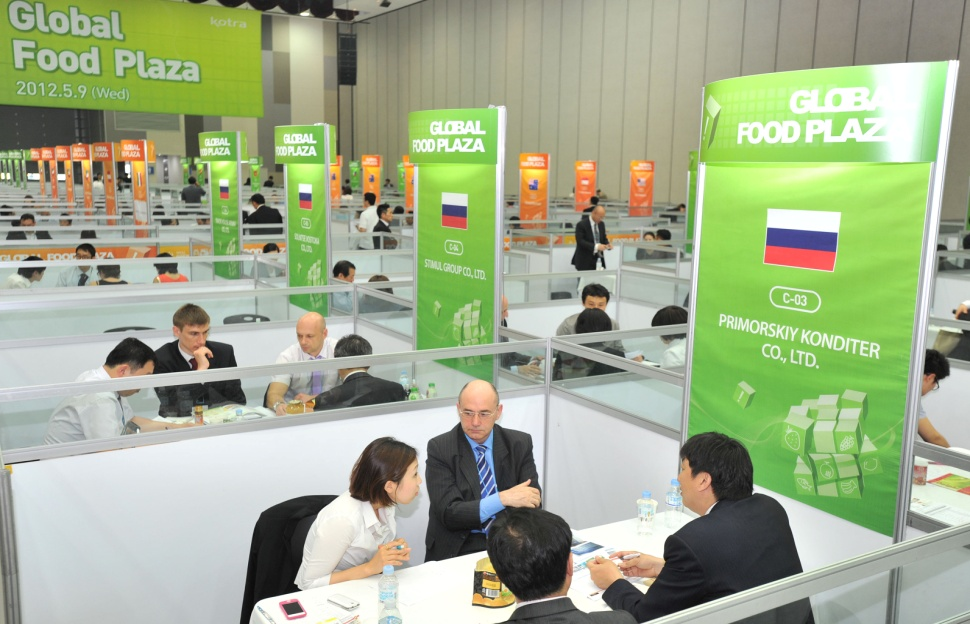 Global
Food Plaza
2012.5.9 (Wed)
kotra
GLOBAL
FOOD PLAZA
GLOBAL
FOOD PLAZA
GLOBAL
FOOD PLAZA
C-04
STIMUL GROUP CO., LTD.
GLOBAL
FOOD PLAZA
C-03
PRIMORSKIY KONDITER
CO., LTD.